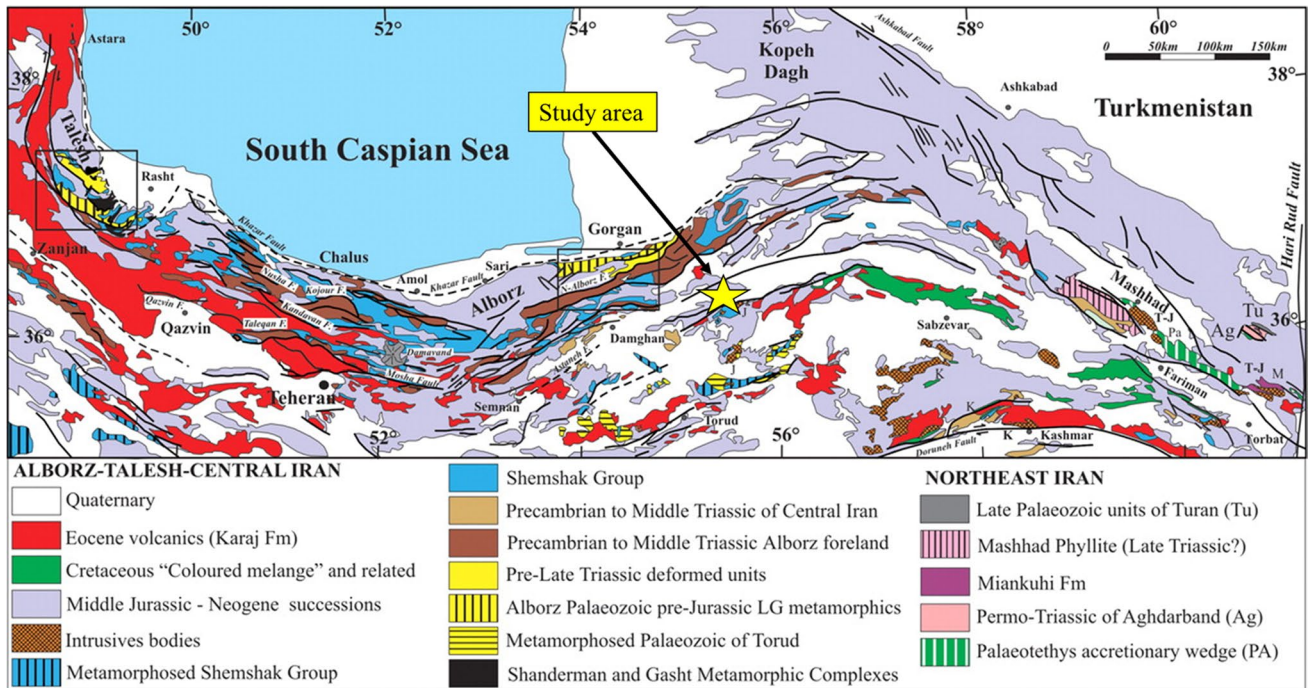 50°
52°
54°
56°
58°
60°
Astara
38°
Talesh
Rasht
South Caspian Sea
Study area
Kopeh
Dagh
Ashkabad Fault
Ashkabad
0 50km 100km 150km
38°
Turkmenistan
Hari Rud Fault
Zanjan
Khazar Fault
Chalus
Amol
Sari
Khazar Fault
Gorgan
Alborz
N-Alborz F.
Nusha F.
Kojour F.
Kandavan F.
Taleqan F.
Qazvin F.
Qazvin
36°
Damavand
Mosha Fault
Teheran
Semnan
Damghan
Torud
J
J
Sabzevar
K
K
K
Kashmar
Doruneh Fault
Mashhad
T-J
Pa
Fariman
Ag
Tu
36°
T-J
M
Torbat
52°
56°
ALBORZ-TALESH-CENTRAL IRAN
Quaternary
Eocene volcanics (Karaj Fm)
Cretaceous “Coloured melange” and related
Middle Jurassic - Neogene successions
Intrusives bodies
Metamorphosed Shemshak Group
Shemshak Group
Precambrian to Middle Triassic of Central Iran
Precambrian to Middle Triassic Alborz foreland
Pre-Late Triassic deformed units
Alborz Palaeozoic pre-Jurassic LG metamorphics
Metamorphosed Palaeozoic of Torud
Shanderman and Gasht Metamorphic Complexes
NORTHEAST IRAN
Late Palaeozoic units of Turan (Tu)
Mashhad Phyllite (Late Triassic?)
Miankuhi Fm
Permo-Triassic of Aghdarband (Ag)
Palaeotethys accretionary wedge (PA)